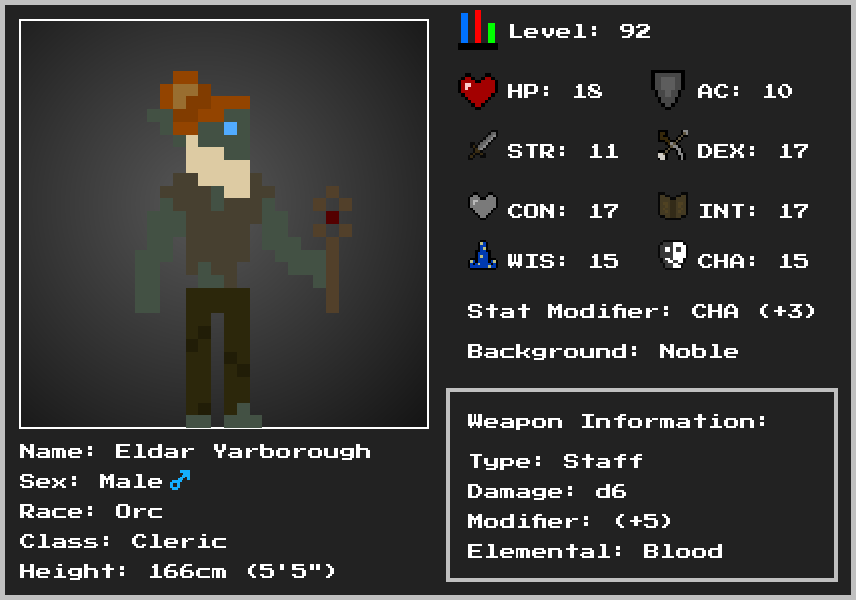 Level: 92
HP: 18 AC: 10
STR: 11 DEX: 17
CON: 17 INT: 17
WIS: 15 CHA: 15
Stat Modifier: CHA (+3)
Background: Noble
Weapon Information:
Type: Staff
Damage: d6
Modifier: (+5)
Elemental: Blood
Name: Eldar Yarborough
Sex: Male ♂
Race: Orc
Class: Cleric
Height: 166cm (5'5")